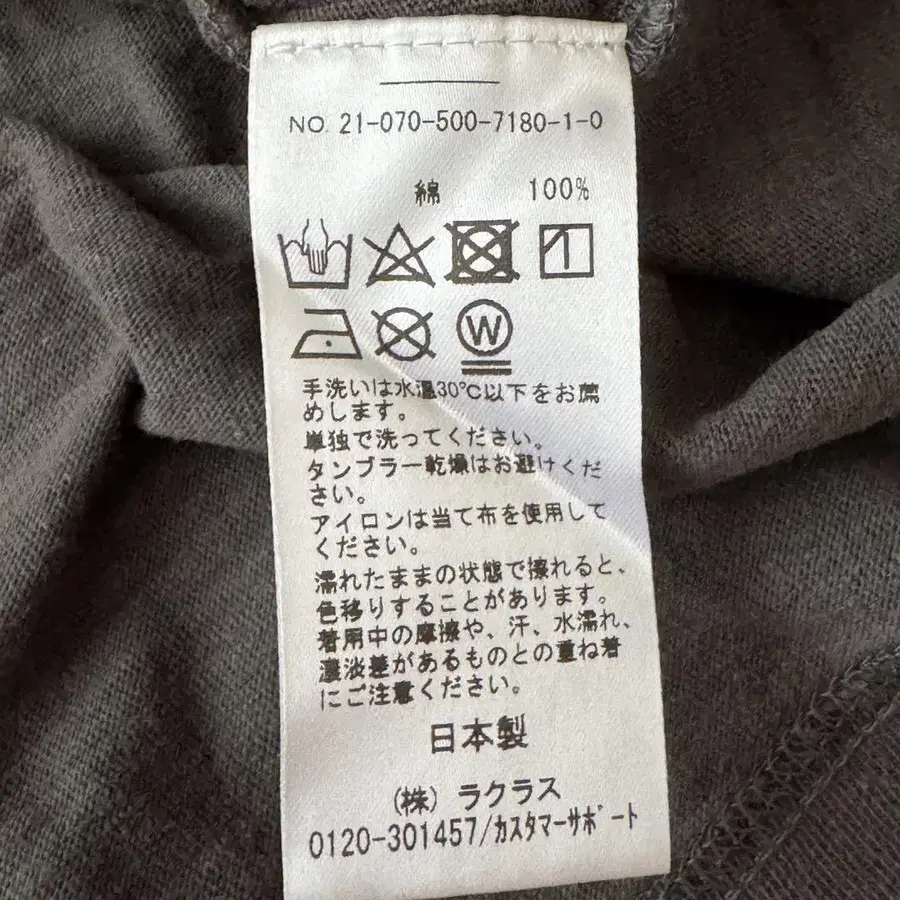 NO. 21-070-500-7180-1-0
綿 100%
W
手洗いは水温30℃以下をお薦
めします。
単独で洗ってください。
タンブラー乾燥はお避けくだ
さい。
アイロンは当て布を使用して
ください。
濡れたままの状態で擦れると、
色移りすることがあります。
着用中の摩擦や、汗、水濡れ、
濃淡差があるものとの重ね着
にご注意ください。
日本製
(株) ラクラス
0120-301457/カスタマーサポート